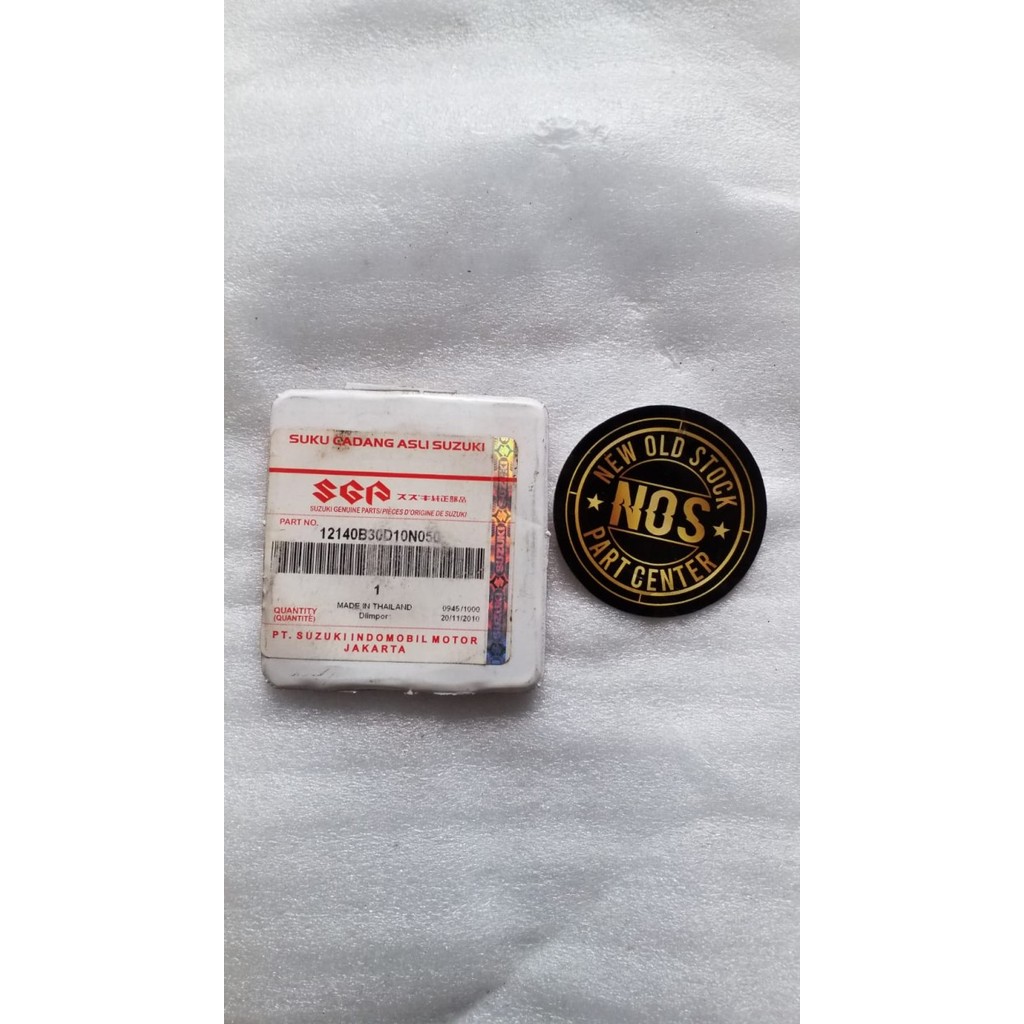 SUKU CADANG ASLI SUZUKI
SGP スズキ純正部品
SUZUKI GENUINE PARTS/PIÈCES D'ORIGINE DE SUZUKI
PART NO.
12140B30D10N050
1
MADE IN THAILAND 0945/1000
QUANTITY
(QUANTITÉ)
Diimpor 20/11/2010
PT. SUZUKI INDOMOBIL MOTOR
JAKARTA
SUZUKI
NEW OLD STOCK
NOS
PART CENTER